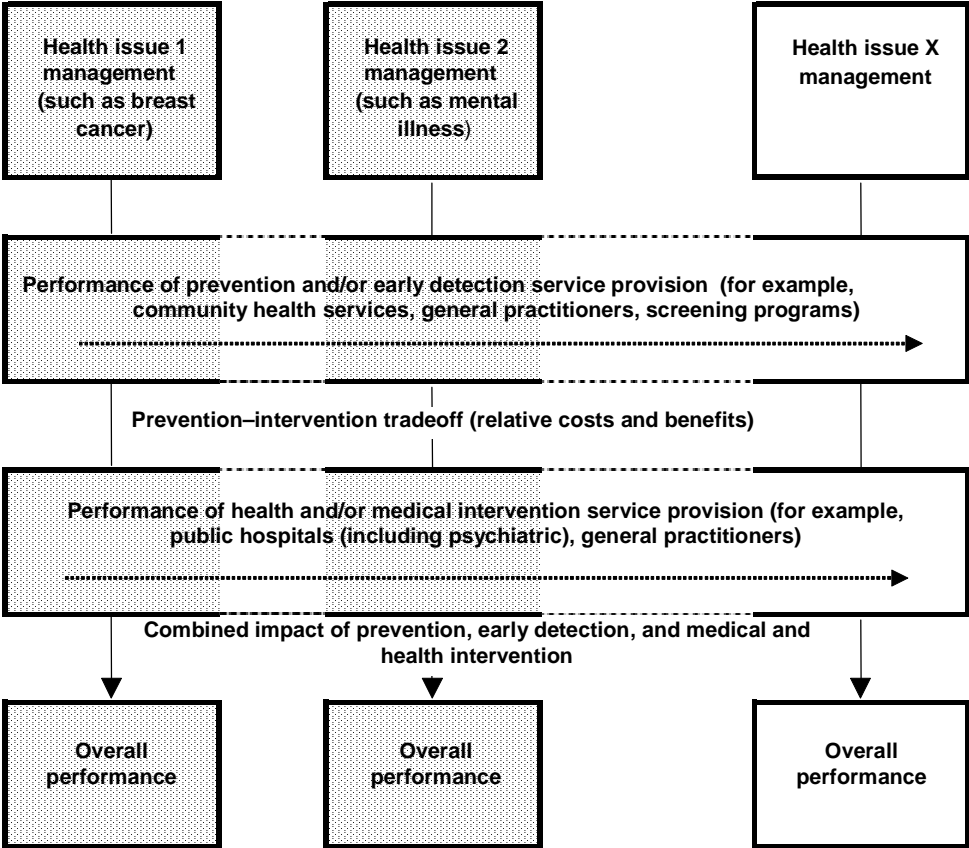 Health issue 1
management
(such as breast
cancer)
Health issue 2
management
(such as mental
illness)
Health issue X
management
Performance of prevention and/or early detection service provision (for example,
community health services, general practitioners, screening programs)
Prevention–intervention tradeoff (relative costs and benefits)
Performance of health and/or medical intervention service provision (for example,
public hospitals (including psychiatric), general practitioners)
Combined impact of prevention, early detection, and medical and
health intervention
Overall
performance
Overall
performance
Overall
performance